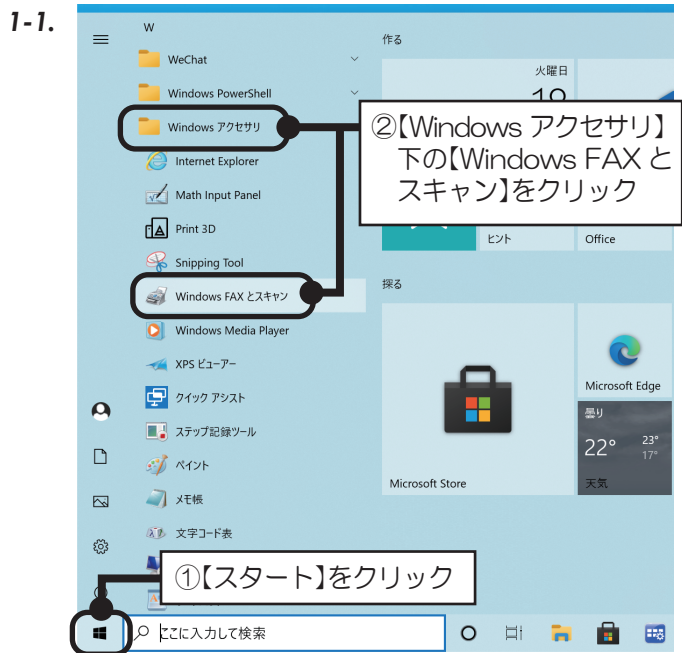 1-1.
W
WeChat
Windows PowerShell
Windows アクセサリ
Internet Explorer
Math Input Panel
Print 3D
Snipping Tool
Windows FAX とスキャン
Windows Media Player
XPS ビューアー
クイック アシスト
ステップ記録ツール
ペイント
メモ帳
文字コード表
作る
火曜日
②【Windows アクセサリ】
下の【Windows FAX と
スキャン】をクリック
ヒント
Office
探る
Microsoft Store
Microsoft Edge
曇り
22°
23°
17°
天気
①【スタート】をクリック
ここに入力して検索